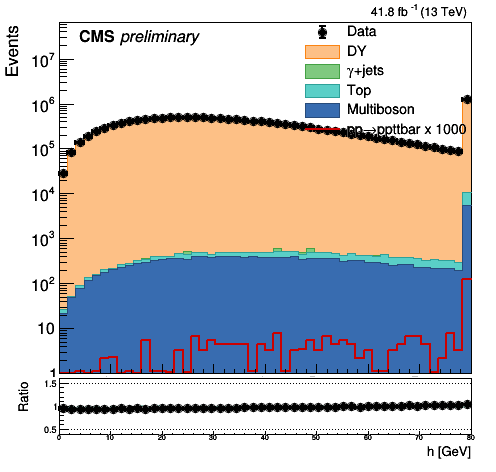 41.8 fb⁻¹ (13 TeV)
CMS preliminary
Events
Data
DY
γ+jets
Top
Multiboson
pp→ppttbar x 1000
10⁷
10⁶
10⁵
10⁴
10³
10²
10
1
Ratio
1.5
1
0.5
0 10 20 30 40 50 60 70 80
h [GeV]